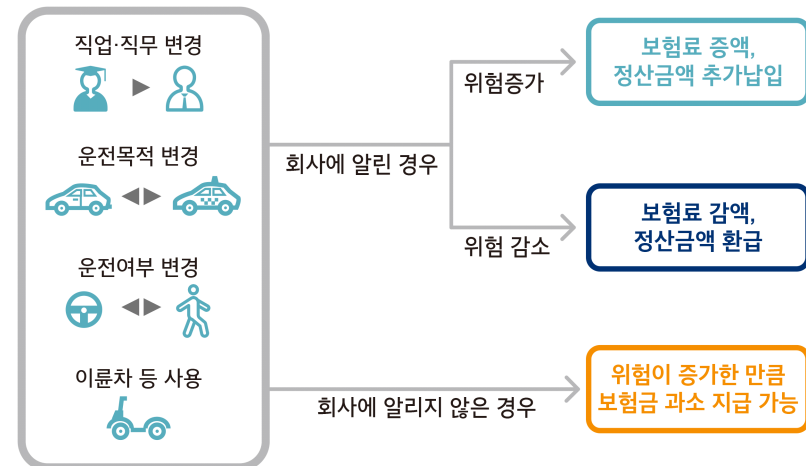 직업·직무 변경
운전목적 변경
운전여부 변경
이륜차 등 사용
회사에 알린 경우
위험증가
보험료 증액,
정산금액 추가납입
위험 감소
보험료 감액,
정산금액 환급
회사에 알리지 않은 경우
위험이 증가한 만큼
보험금 과소 지급 가능